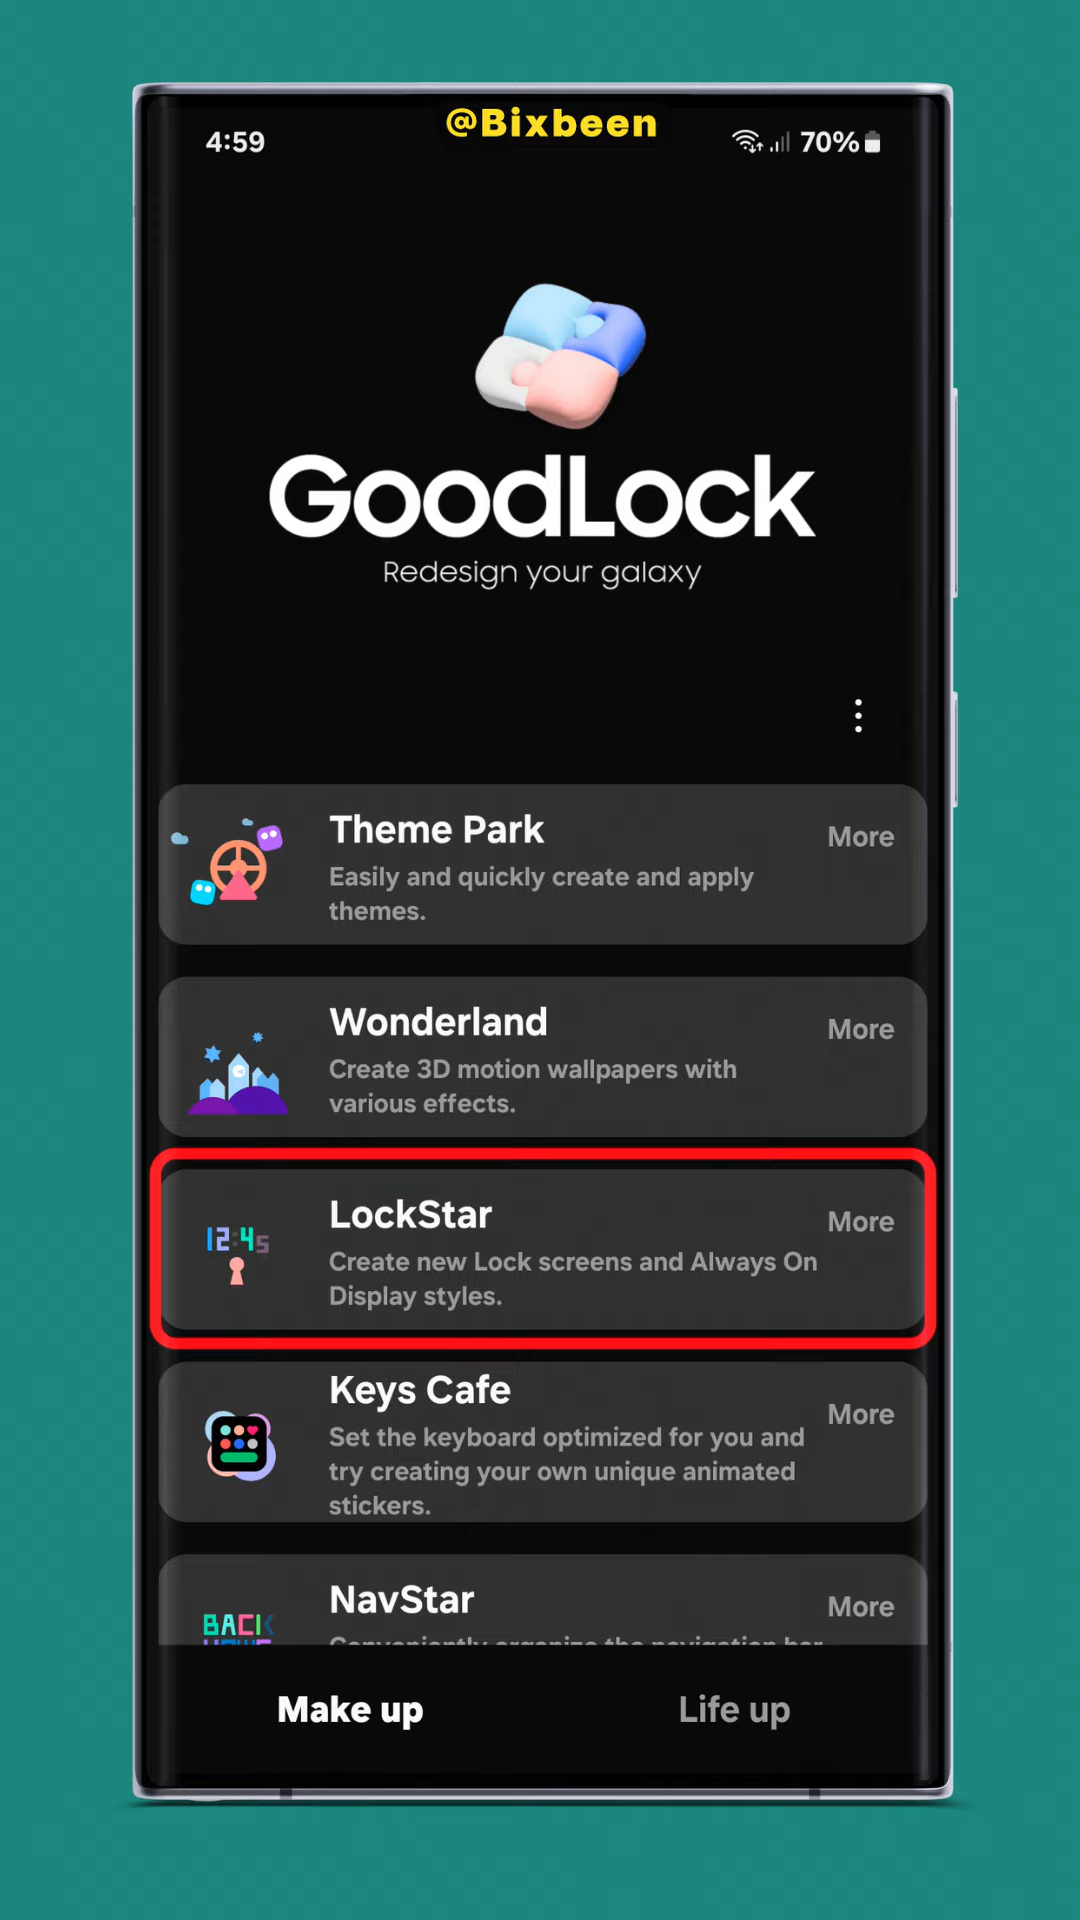 @Bixbeen
4:59
70%
GoodLock
Redesign your galaxy
Theme Park
More
Easily and quickly create and apply
themes.
Wonderland
More
Create 3D motion wallpapers with
various effects.
12:45
LockStar
More
Create new Lock screens and Always On
Display styles.
Keys Cafe
More
Set the keyboard optimized for you and
try creating your own unique animated
stickers.
BACK
NavStar
More
Conveniently organize the navigation bar
Make up
Life up